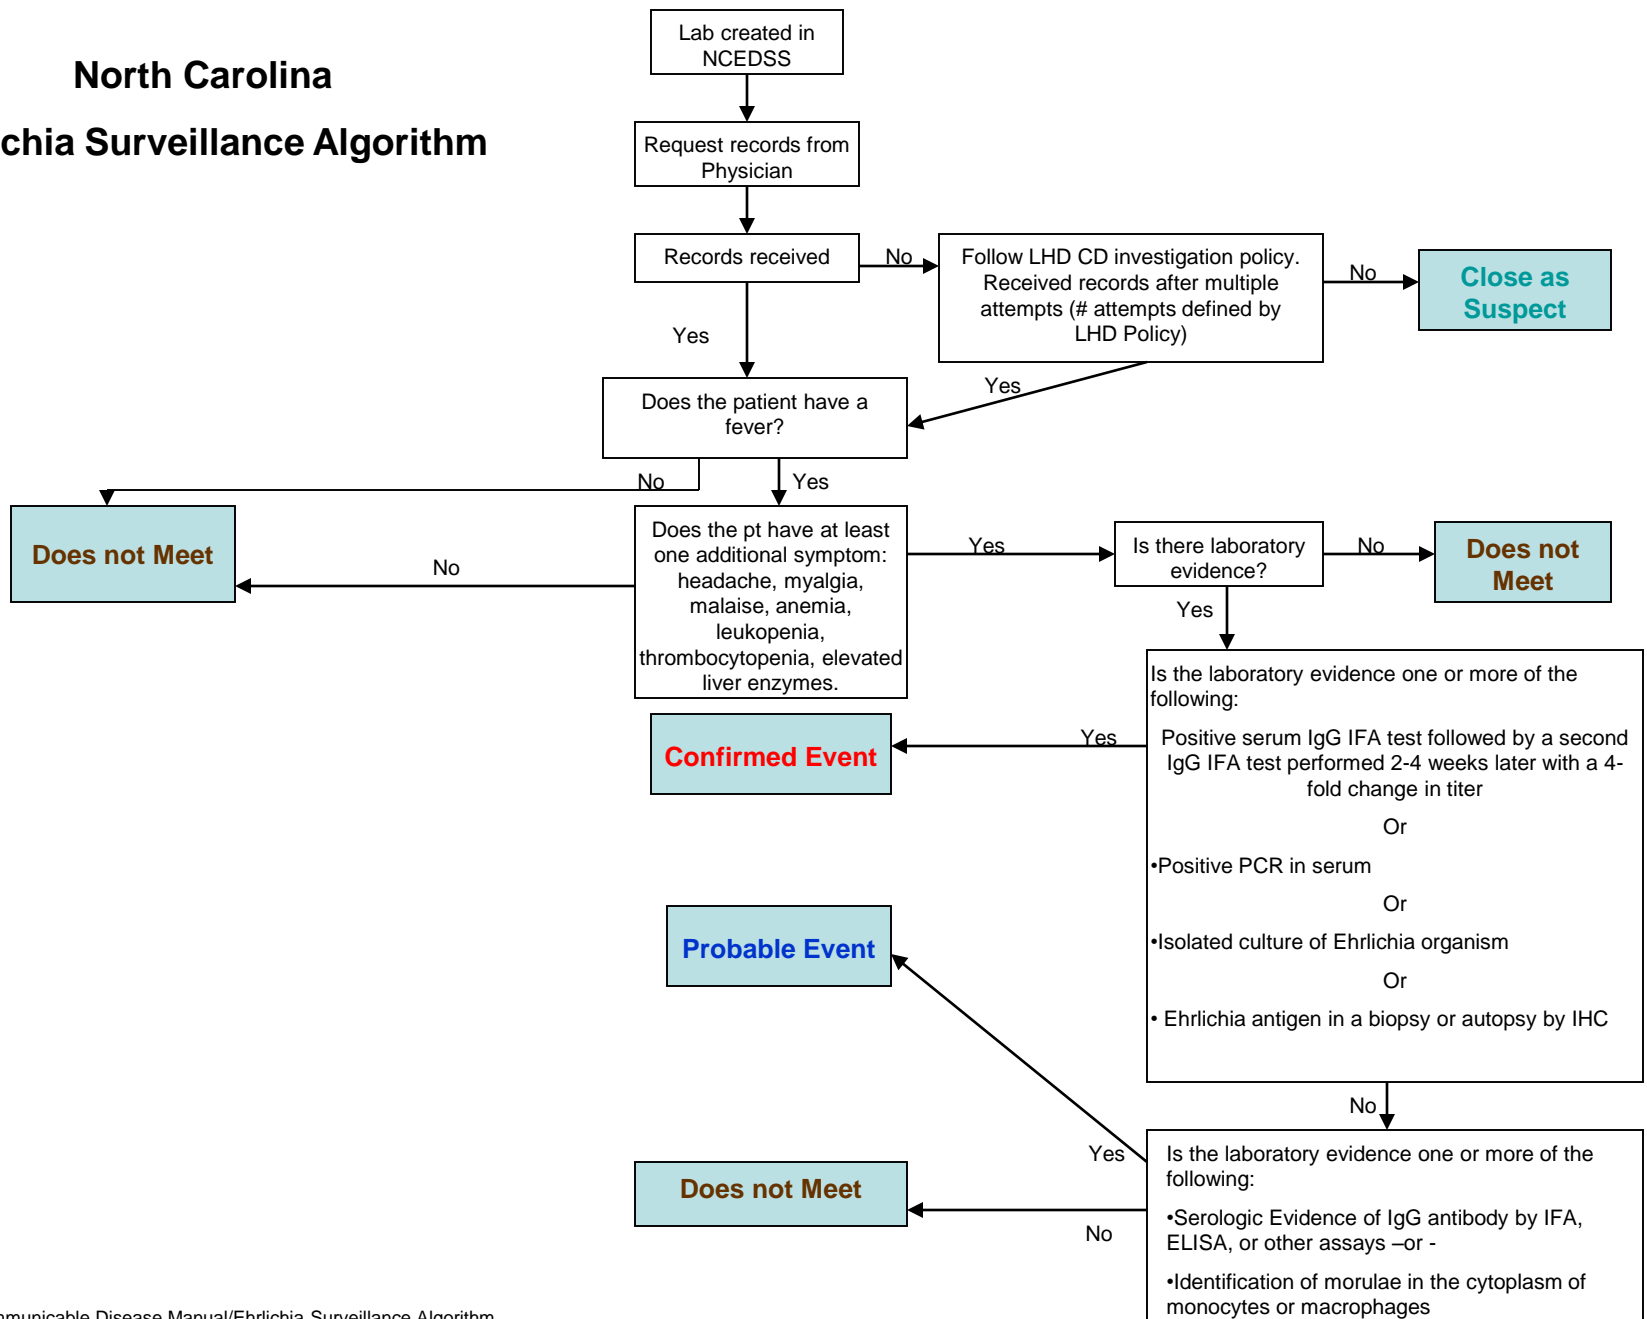 North Carolina
chia Surveillance Algorithm
Lab created in
NCEDSS
Request records from
Physician
Records received
No
Follow LHD CD investigation policy.
Received records after multiple
attempts (# attempts defined by
LHD Policy)
No
Close as
Suspect
Yes
Yes
Does the patient have a
fever?
No
Yes
Does not Meet
No
Does the pt have at least
one additional symptom:
headache, myalgia,
malaise, anemia,
leukopenia,
thrombocytopenia, elevated
liver enzymes.
Yes
Is there laboratory
evidence?
No
Does not
Meet
Yes
Is the laboratory evidence one or more of the
following:
Positive serum IgG IFA test followed by a second
IgG IFA test performed 2-4 weeks later with a 4-
fold change in titer
Or
•Positive PCR in serum
Or
•Isolated culture of Ehrlichia organism
Or
• Ehrlichia antigen in a biopsy or autopsy by IHC
Yes
Confirmed Event
Probable Event
No
Yes
Does not Meet
No
Is the laboratory evidence one or more of the
following:
•Serologic Evidence of IgG antibody by IFA,
ELISA, or other assays –or -
•Identification of morulae in the cytoplasm of
monocytes or macrophages
mmunicable Disease Manual/Ehrlichia Surveillance Algorithm